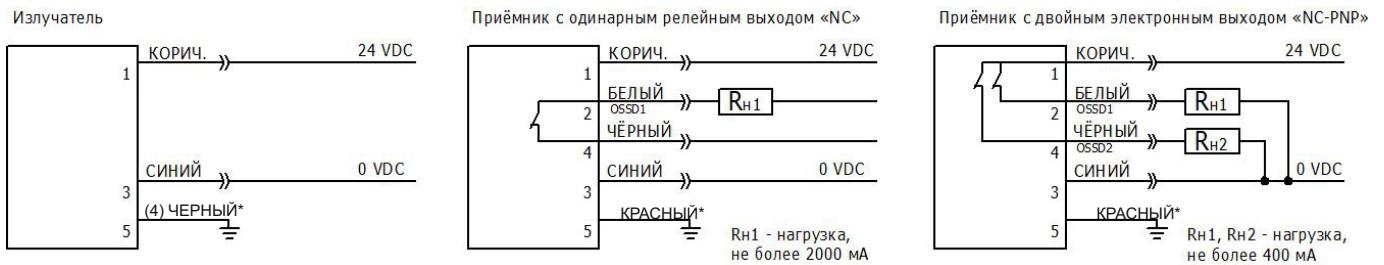 Излучатель
КОРИЧ.
24 VDC
1
СИНИЙ
0 VDC
3
(4) ЧЕРНЫЙ*
5
Приёмник с одинарным релейным выходом «NC»
КОРИЧ.
24 VDC
1
БЕЛЫЙ
Rн1
OSSD1
2
ЧЁРНЫЙ
4
СИНИЙ
0 VDC
3
КРАСНЫЙ*
5
Rн1 - нагрузка,
не более 2000 мА
Приёмник с двойным электронным выходом «NC-PNP»
КОРИЧ.
24 VDC
1
БЕЛЫЙ
Rн1
OSSD1
2
ЧЁРНЫЙ
Rн2
OSSD2
4
СИНИЙ
0 VDC
3
КРАСНЫЙ*
5
Rн1, Rн2 - нагрузка,
не более 400 мА